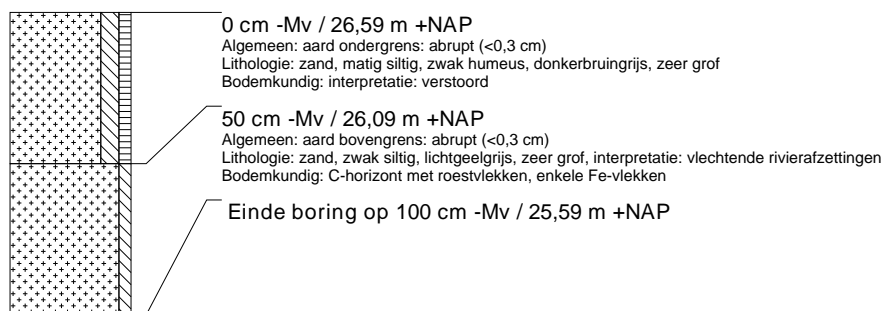 0 cm -Mv / 26,59 m +NAP
Algemeen: aard ondergrens: abrupt (<0,3 cm)
Lithologie: zand, matig siltig, zwak humeus, donkerbruingrijs, zeer grof
Bodemkundig: interpretatie: verstoord
50 cm -Mv / 26,09 m +NAP
Algemeen: aard bovengrens: abrupt (<0,3 cm)
Lithologie: zand, zwak siltig, lichtgeelgrijs, zeer grof, interpretatie: vlechtende rivierafzettingen
Bodemkundig: C-horizont met roestvlekken, enkele Fe-vlekken
Einde boring op 100 cm -Mv / 25,59 m +NAP